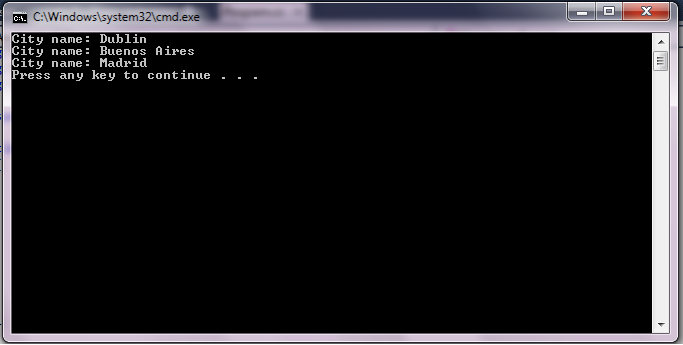 C:\Windows\system32\cmd.exe
City name: Dublin
City name: Buenos Aires
City name: Madrid
Press any key to continue . . .